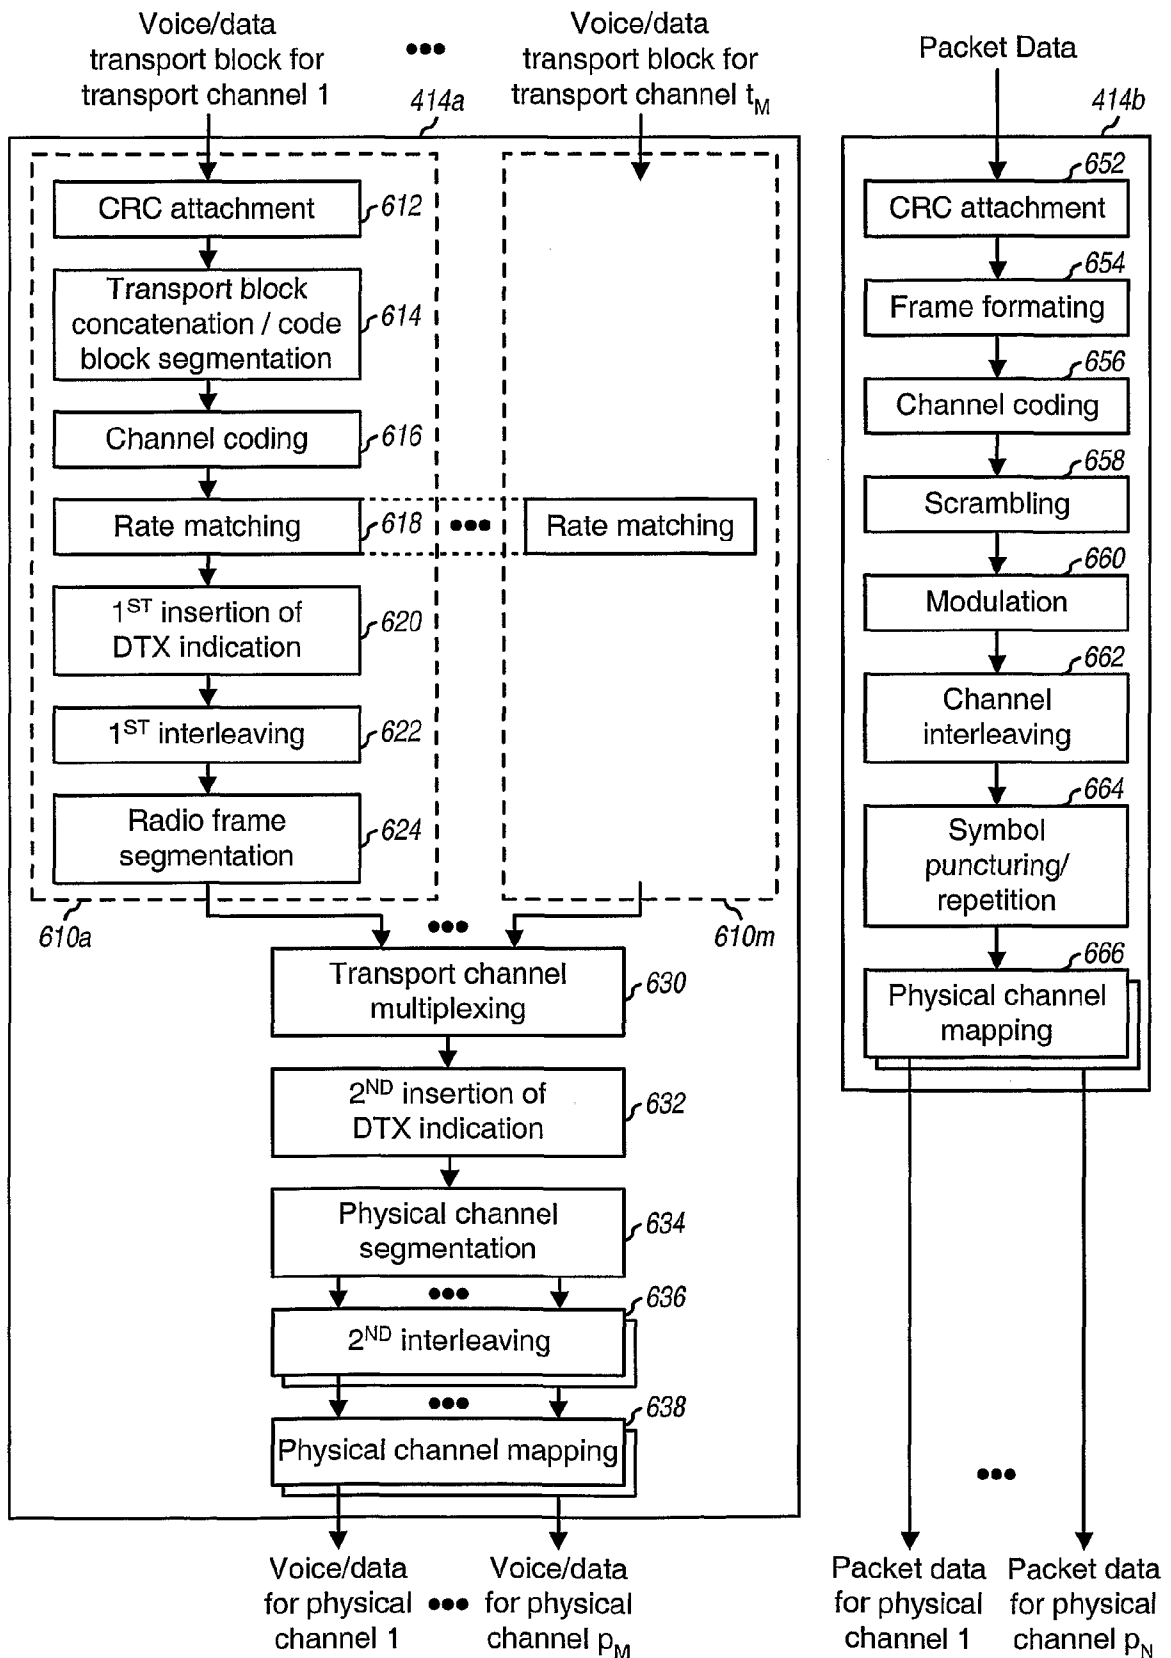 Voice/data
transport block for
transport channel 1
Voice/data
transport block for
transport channel tM
Packet Data
414a
414b
CRC attachment
612
Transport block
concatenation / code
block segmentation
614
Channel coding
616
Rate matching
618
Rate matching
1ST insertion of
DTX indication
620
1ST interleaving
622
Radio frame
segmentation
624
610a
610m
Transport channel
multiplexing
630
2ND insertion of
DTX indication
632
Physical channel
segmentation
634
636
2ND interleaving
638
Physical channel mapping
Voice/data
for physical
channel 1
Voice/data
for physical
channel pM
652
CRC attachment
654
Frame formating
656
Channel coding
658
Scrambling
660
Modulation
662
Channel
interleaving
664
Symbol
puncturing/
repetition
666
Physical channel
mapping
Packet data
for physical
channel 1
Packet data
for physical
channel pN